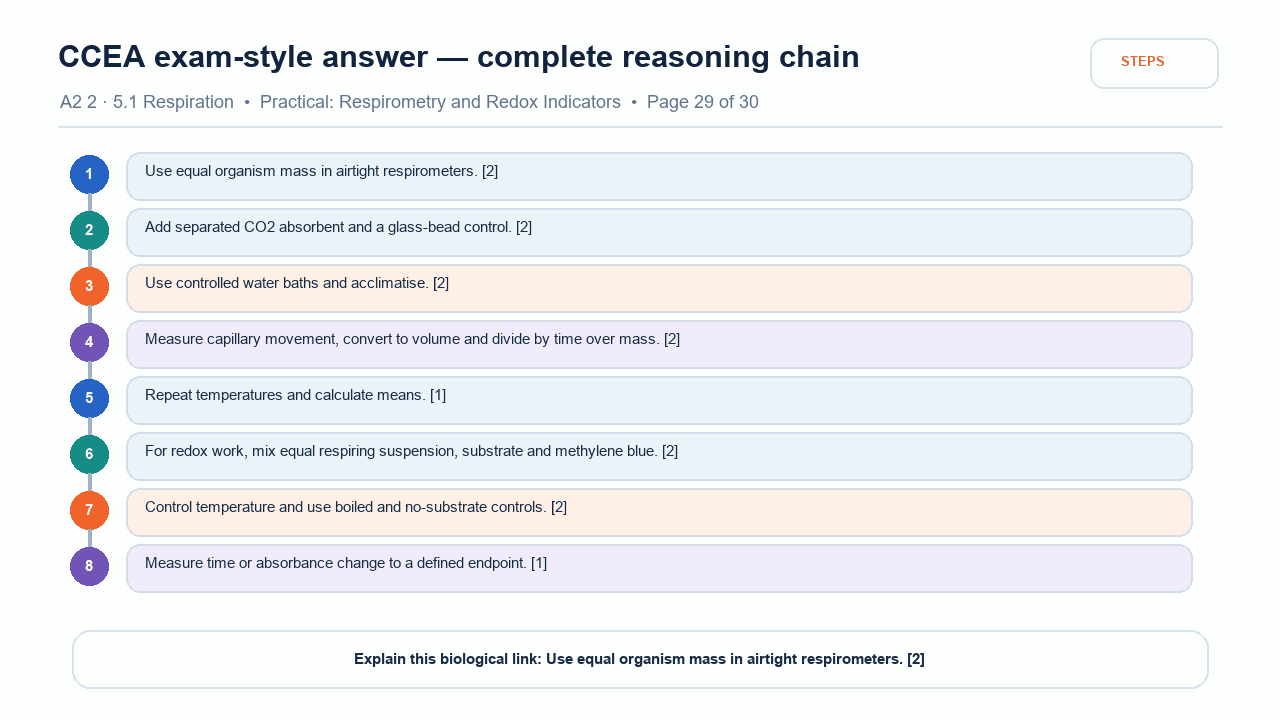 CCEA exam-style answer — complete reasoning chain
STEPS
A2 2 · 5.1 Respiration • Practical: Respirometry and Redox Indicators • Page 29 of 30
1
Use equal organism mass in airtight respirometers. [2]
2
Add separated CO2 absorbent and a glass-bead control. [2]
3
Use controlled water baths and acclimatise. [2]
4
Measure capillary movement, convert to volume and divide by time over mass. [2]
5
Repeat temperatures and calculate means. [1]
6
For redox work, mix equal respiring suspension, substrate and methylene blue. [2]
7
Control temperature and use boiled and no-substrate controls. [2]
8
Measure time or absorbance change to a defined endpoint. [1]
Explain this biological link: Use equal organism mass in airtight respirometers. [2]